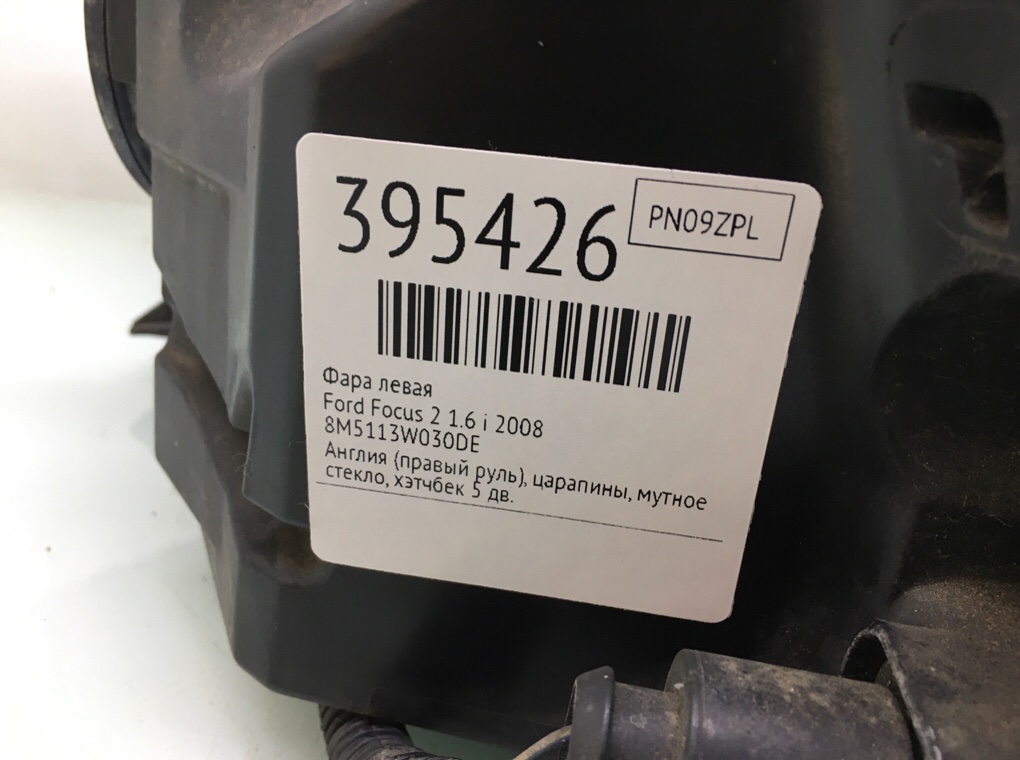 395426
PN09ZPL
Фара левая
Ford Focus 2 1.6 i 2008
8M5113W030DE
Англия (правый руль), царапины, мутное
стекло, хэтчбек 5 дв.